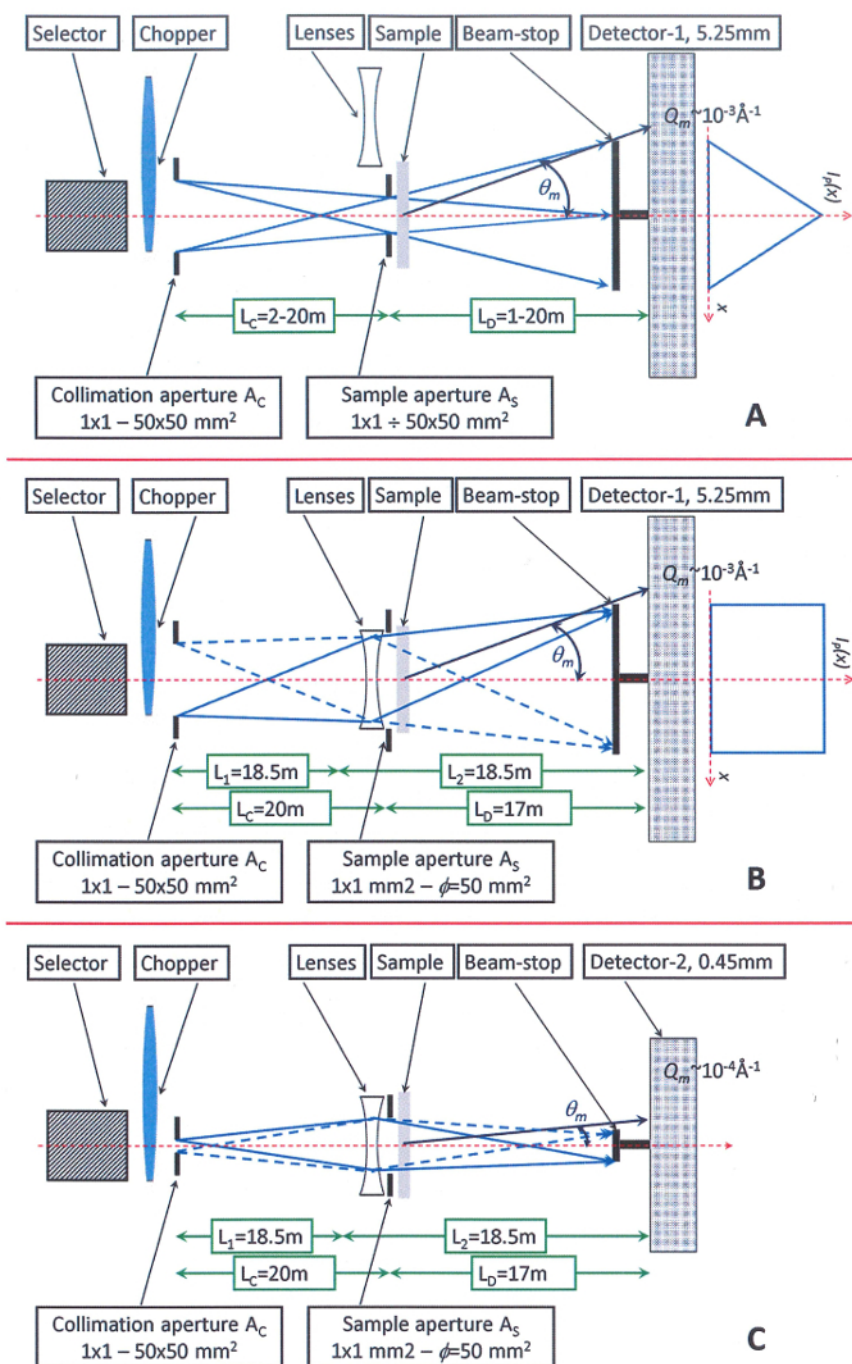 Selector
Chopper
Lenses
Sample
Beam-stop
Detector-1, 5.25mm
Qm~10⁻³Å⁻¹
θm
Id(x)
x
LC=2-20m
LD=1-20m
Collimation aperture AC
1x1 – 50x50 mm²
Sample aperture AS
1x1 ÷ 50x50 mm²
A
Selector
Chopper
Lenses
Sample
Beam-stop
Detector-1, 5.25mm
Qm~10⁻³Å⁻¹
θm
Id(x)
x
L1=18.5m
L2=18.5m
LC=20m
LD=17m
Collimation aperture AC
1x1 – 50x50 mm²
Sample aperture AS
1x1 mm2 – ϕ=50 mm²
B
Selector
Chopper
Lenses
Sample
Beam-stop
Detector-2, 0.45mm
Qm~10⁻⁴Å⁻¹
θm
L1=18.5m
L2=18.5m
LC=20m
LD=17m
Collimation aperture AC
1x1 – 50x50 mm²
Sample aperture AS
1x1 mm2 – ϕ=50 mm²
C